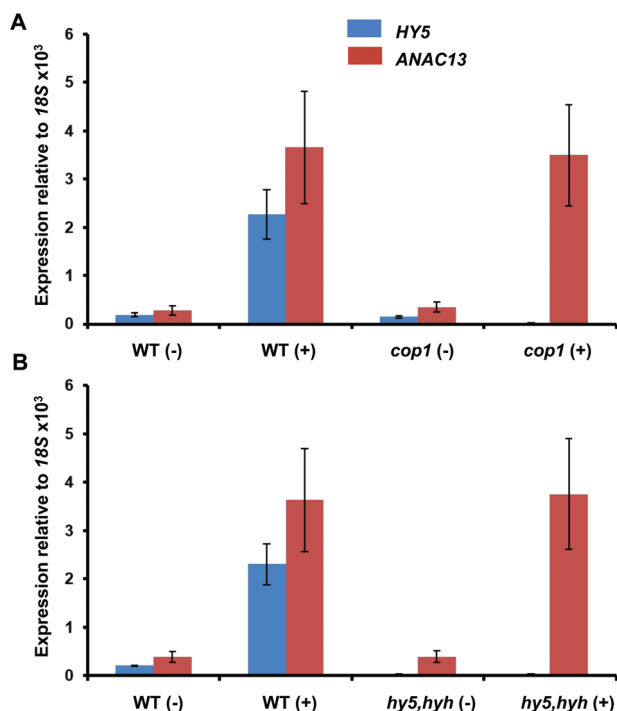 A
HY5
ANAC13
Expression relative to 18S x10³
6
5
4
3
2
1
0
WT (-) WT (+) cop1 (-) cop1 (+)
B
Expression relative to 18S x10³
6
5
4
3
2
1
0
WT (-) WT (+) hy5,hyh (-) hy5,hyh (+)